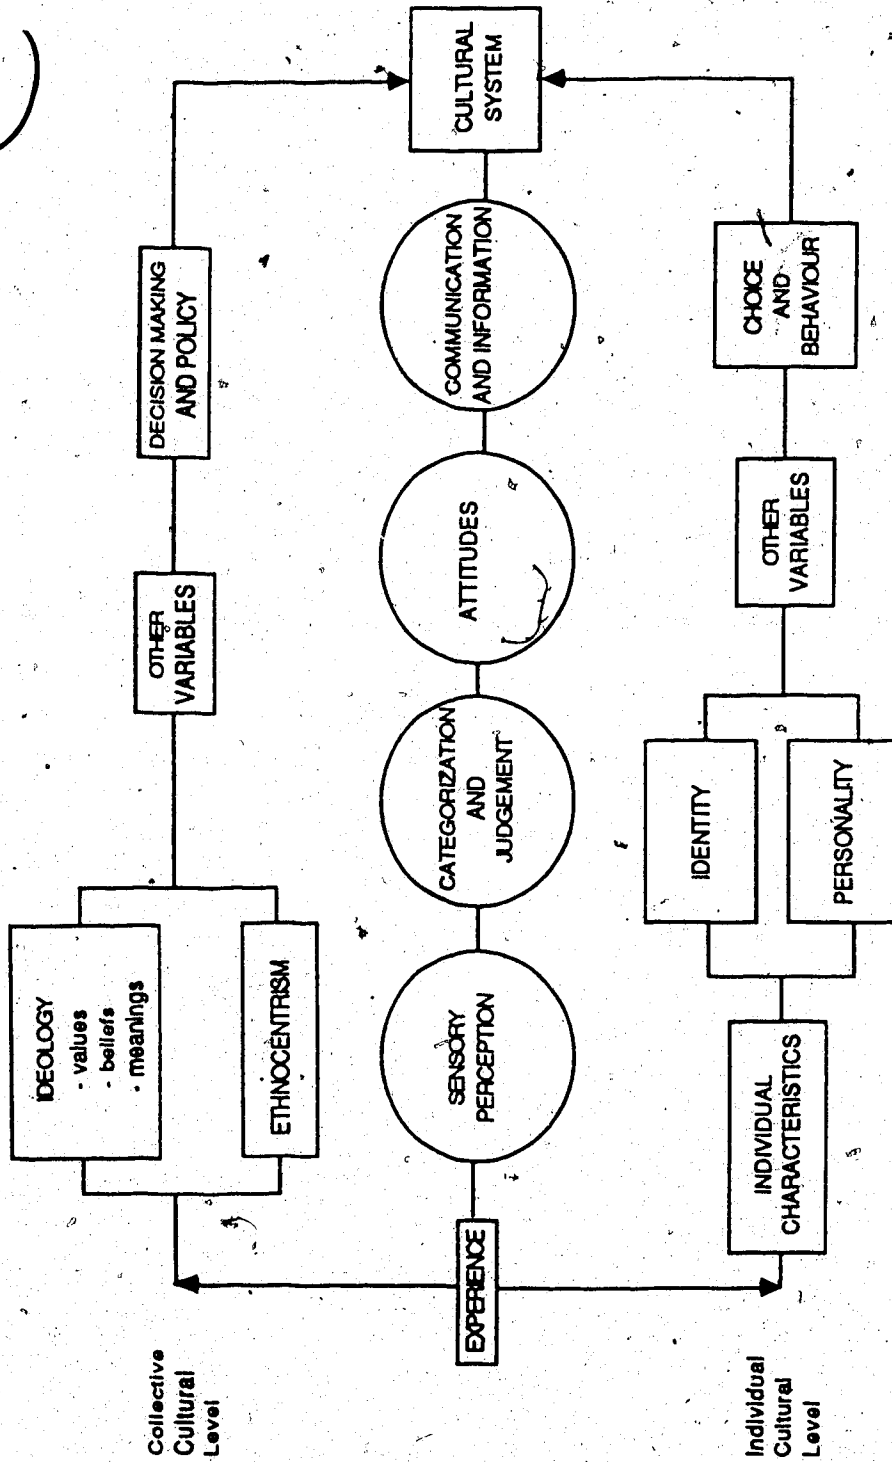 Collective
Cultural
Level
IDEOLOGY
- values
- beliefs
- meanings
ETHNOCENTRISM
OTHER
VARIABLES
DECISION MAKING
AND POLICY
EXPERIENCE
SENSORY
PERCEPTION
CATEGORIZATION
AND
JUDGEMENT
ATTITUDES
COMMUNICATION
AND INFORMATION
CULTURAL
SYSTEM
Individual
Cultural
Level
INDIVIDUAL
CHARACTERISTICS
IDENTITY
PERSONALITY
OTHER
VARIABLES
CHOICE
AND
BEHAVIOUR